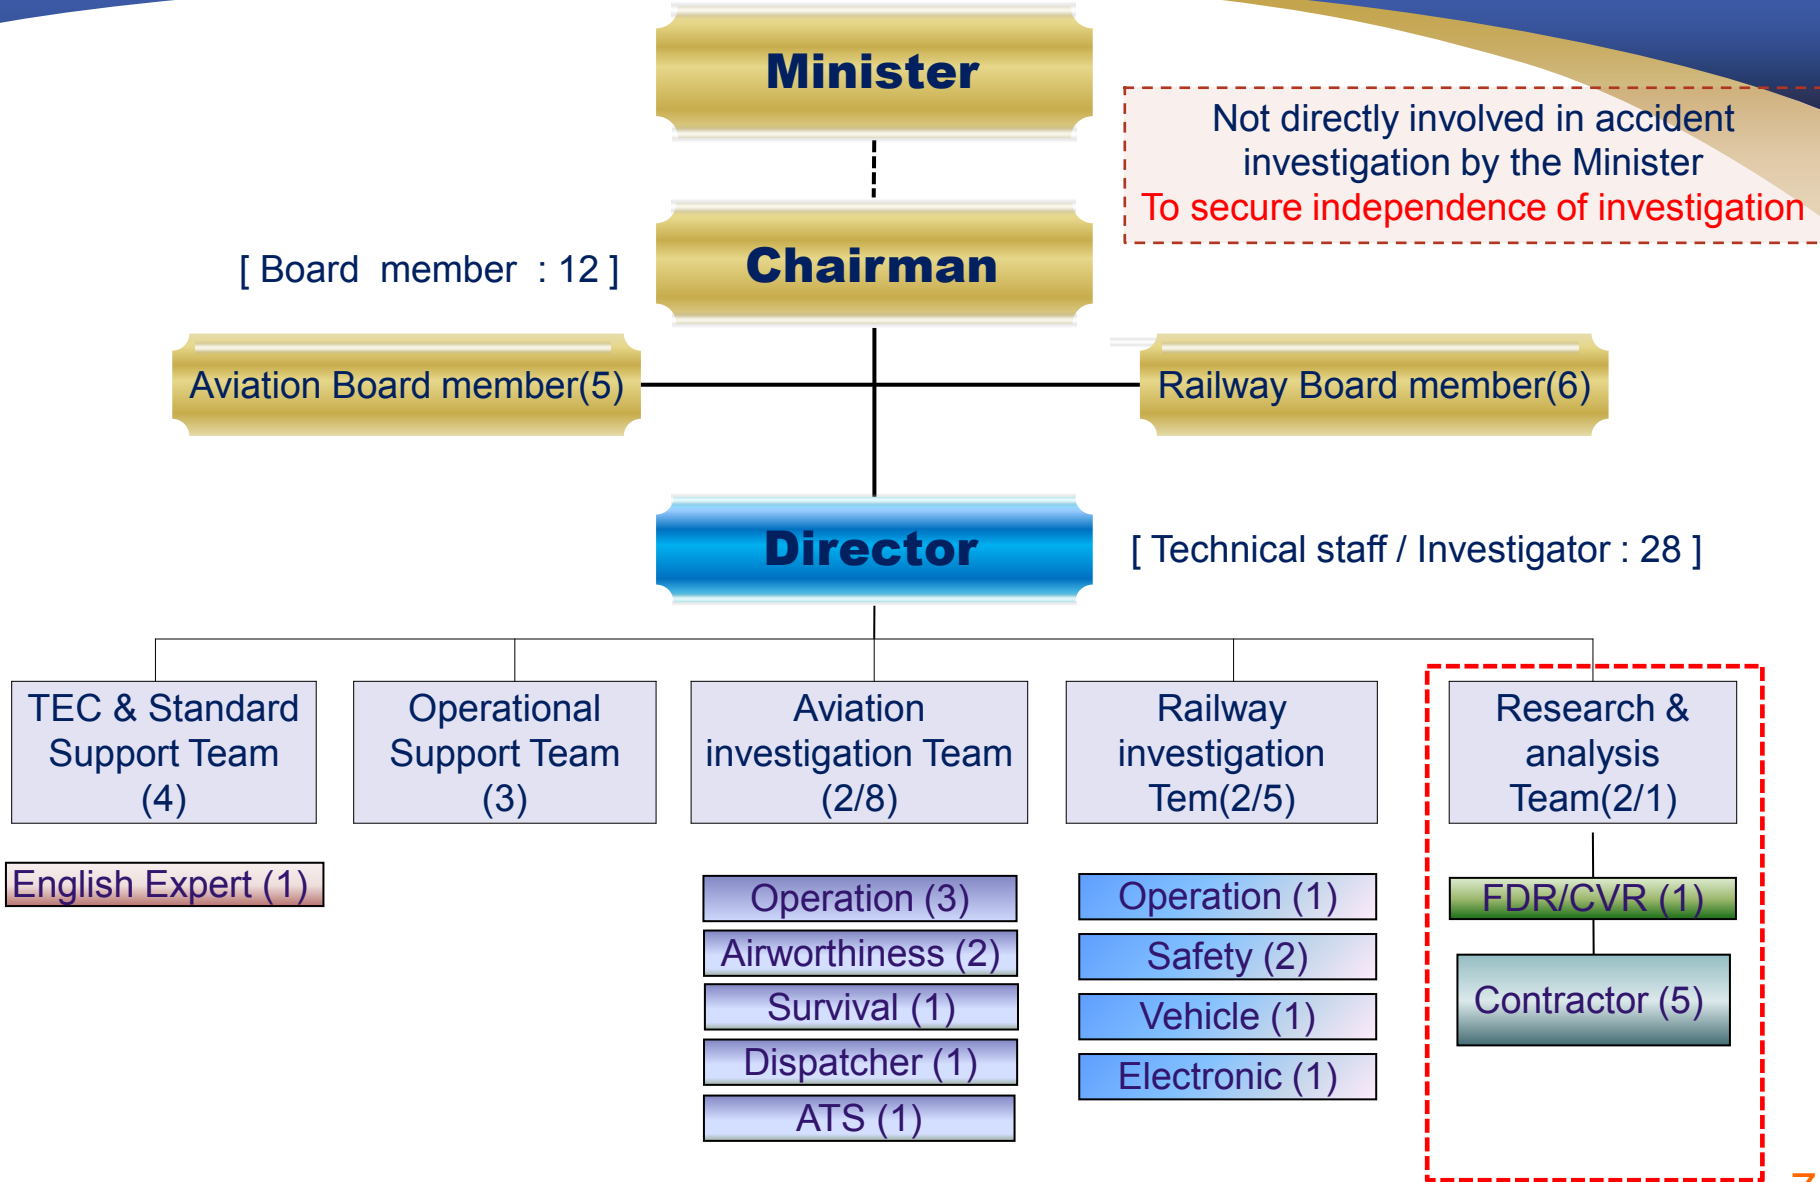 Minister
Not directly involved in accident
investigation by the Minister
To secure independence of investigation
[ Board  member  : 12 ]
Chairman
Aviation Board member(5)
Railway Board member(6)
Director
[ Technical staff / Investigator : 28 ]
TEC & Standard
Support Team
(4)
Operational
Support Team
(3)
Aviation
investigation Team
(2/8)
Railway
investigation
Tem(2/5)
Research &
analysis
Team(2/1)
English Expert (1)
Operation (3)
Airworthiness (2)
Survival (1)
Dispatcher (1)
ATS (1)
Operation (1)
Safety (2)
Vehicle (1)
Electronic (1)
FDR/CVR (1)
Contractor (5)
7